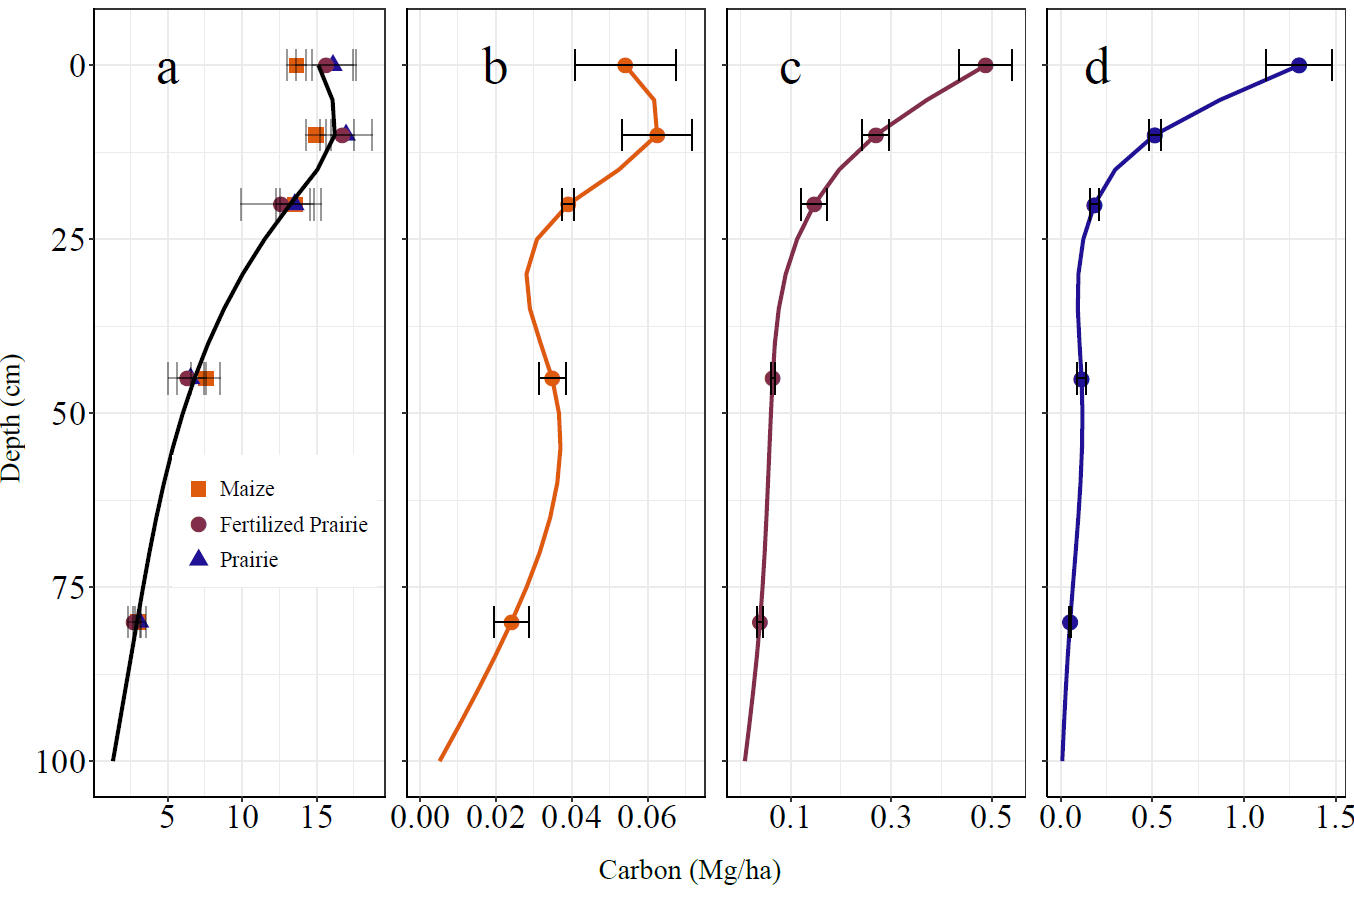 a
b
c
d
0
25
50
75
100
Depth (cm)
Maize
Fertilized Prairie
Prairie
5 10 15
0.00 0.02 0.04 0.06
0.1 0.3 0.5
0.0 0.5 1.0 1.5
Carbon (Mg/ha)